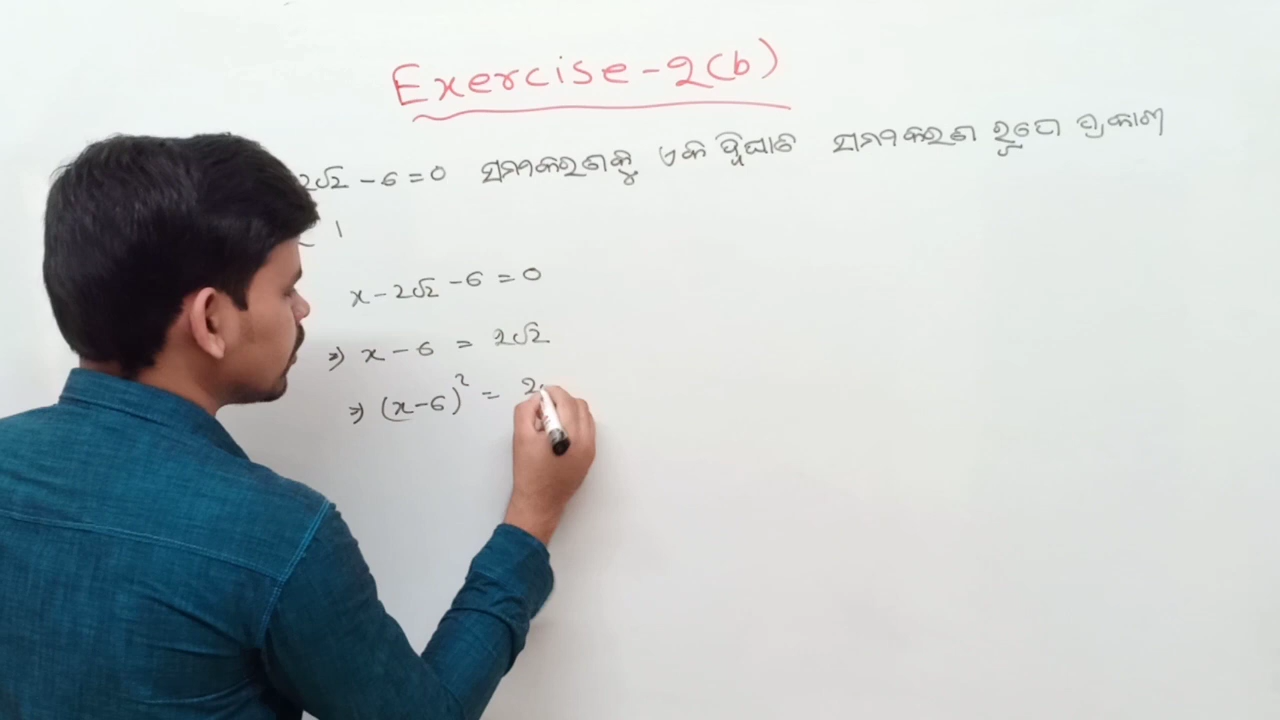 Exercise-2(b)
2√2 - 6 = 0 ସମୀକରଣକୁ ଏକ ଦ୍ୱିଘାତ ସମୀକରଣ ରୂପେ ପ୍ରକାଶ
।
x - 2√2 - 6 = 0
⇒ x - 6 = 2√2
⇒ (x-6)² = 2